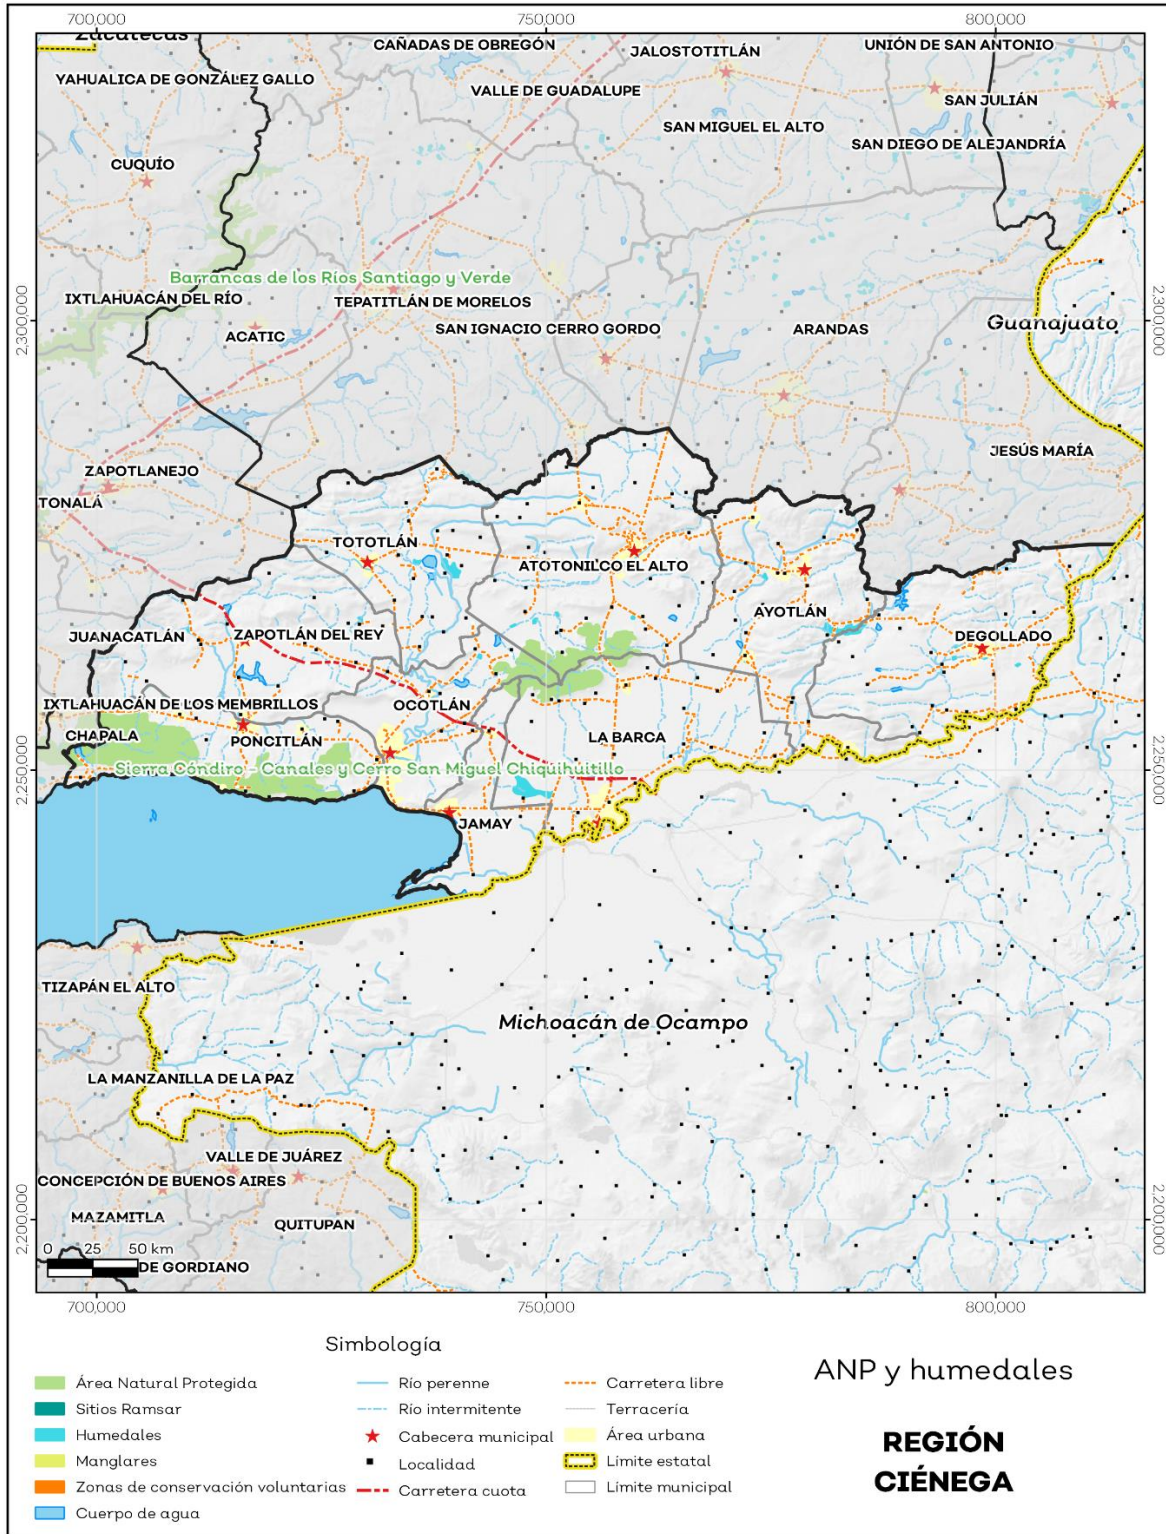 700,000
750,000
800,000
Zacatecas
CAÑADAS DE OBREGÓN
JALOSTOTITLÁN
UNIÓN DE SAN ANTONIO
YAHUALICA DE GONZÁLEZ GALLO
VALLE DE GUADALUPE
SAN JULIÁN
SAN MIGUEL EL ALTO
SAN DIEGO DE ALEJANDRÍA
CUQUÍO
Barrancas de los Ríos Santiago y Verde
IXTLAHUACÁN DEL RÍO
TEPATITLÁN DE MORELOS
2,300,000
2,300,000
ACATIC
SAN IGNACIO CERRO GORDO
ARANDAS
Guanajuato
ZAPOTLANEJO
JESÚS MARÍA
TONALÁ
TOTOTLÁN
ATOTONILCO EL ALTO
AYOTLÁN
JUANACATLÁN
ZAPOTLÁN DEL REY
DEGOLLADO
IXTLAHUACÁN DE LOS MEMBRILLOS
OCOTLÁN
CHAPALA
PONCITLÁN
LA BARCA
2,250,000
2,250,000
Sierra Cóndiro - Canales y Cerro San Miguel Chiquihuitillo
JAMAY
TIZAPÁN EL ALTO
Michoacán de Ocampo
LA MANZANILLA DE LA PAZ
VALLE DE JUÁREZ
CONCEPCIÓN DE BUENOS AIRES
MAZAMITLA
QUITUPAN
2,200,000
2,200,000
0 25 50 km
DE GORDIANO
700,000
750,000
800,000
Simbología
Área Natural Protegida
Sitios Ramsar
Humedales
Manglares
Zonas de conservación voluntarias
Cuerpo de agua
Río perenne
Río intermitente
Cabecera municipal
Localidad
Carretera cuota
Carretera libre
Terracería
Área urbana
Límite estatal
Límite municipal
ANP y humedales
REGIÓN
CIÉNEGA